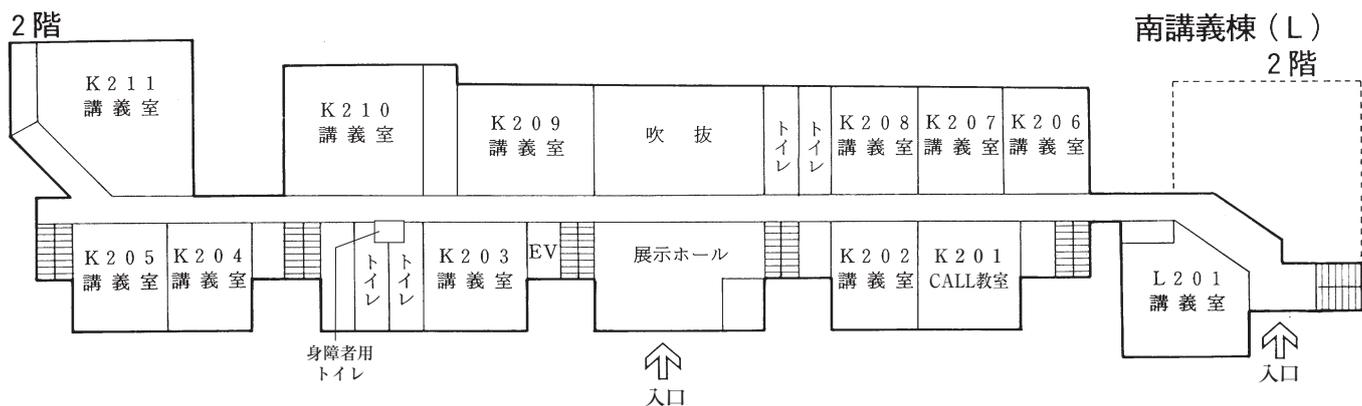 2階
南講義棟（L）
2階
K211
講義室
K210
講義室
K209
講義室
吹抜
トイレ
トイレ
K208
講義室
K207
講義室
K206
講義室
K205
講義室
K204
講義室
トイレ
トイレ
K203
講義室
EV
展示ホール
K202
講義室
K201
CALL教室
L201
講義室
身障者用
トイレ
入口
入口